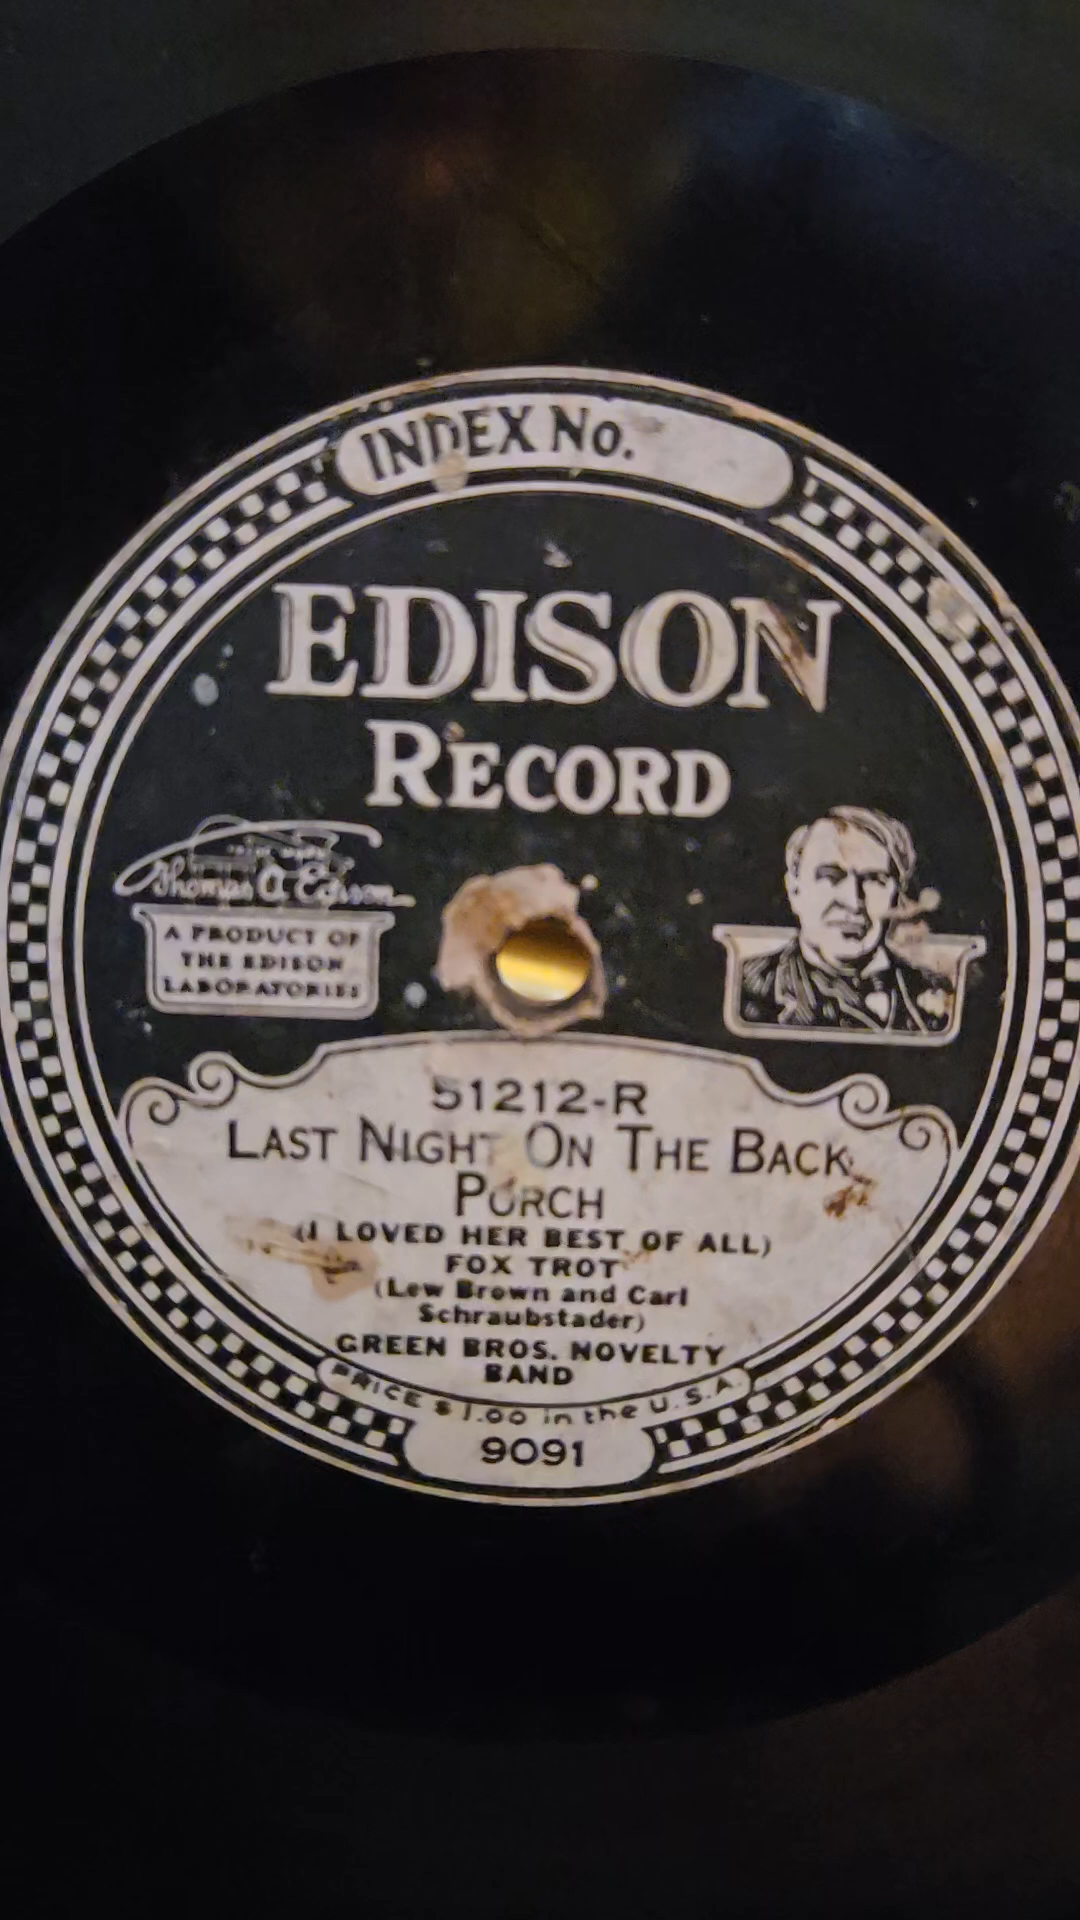 INDEX No.
EDISON
RECORD
TRADE MARK
Thomas A. Edison
A PRODUCT OF
THE EDISON
LABORATORIES
51212-R
LAST NIGHT ON THE BACK
PORCH
(I LOVED HER BEST OF ALL)
FOX TROT
(Lew Brown and Carl
Schraubstader)
GREEN BROS. NOVELTY
BAND
PRICE $1.00 in the U.S.A.
9091